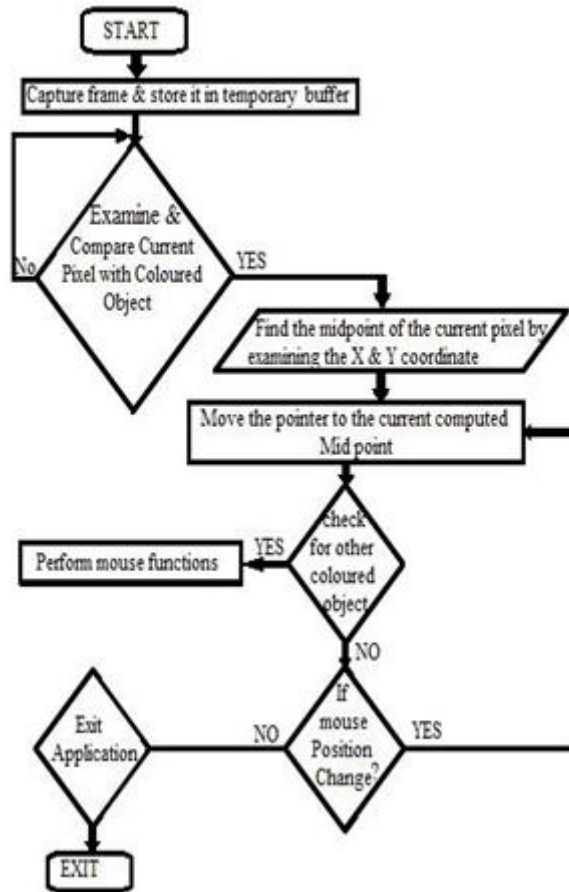 START
Capture frame & store it in temporary buffer
Examine &
Compare Current
Pixel with Coloured
Object
No
YES
Find the midpoint of the current pixel by
examining the X & Y coordinate
Move the pointer to the current computed
Mid point
check
for other
coloured
object
YES
Perform mouse functions
NO
If
mouse
Position
Change?
YES
NO
Exit
Application
EXIT